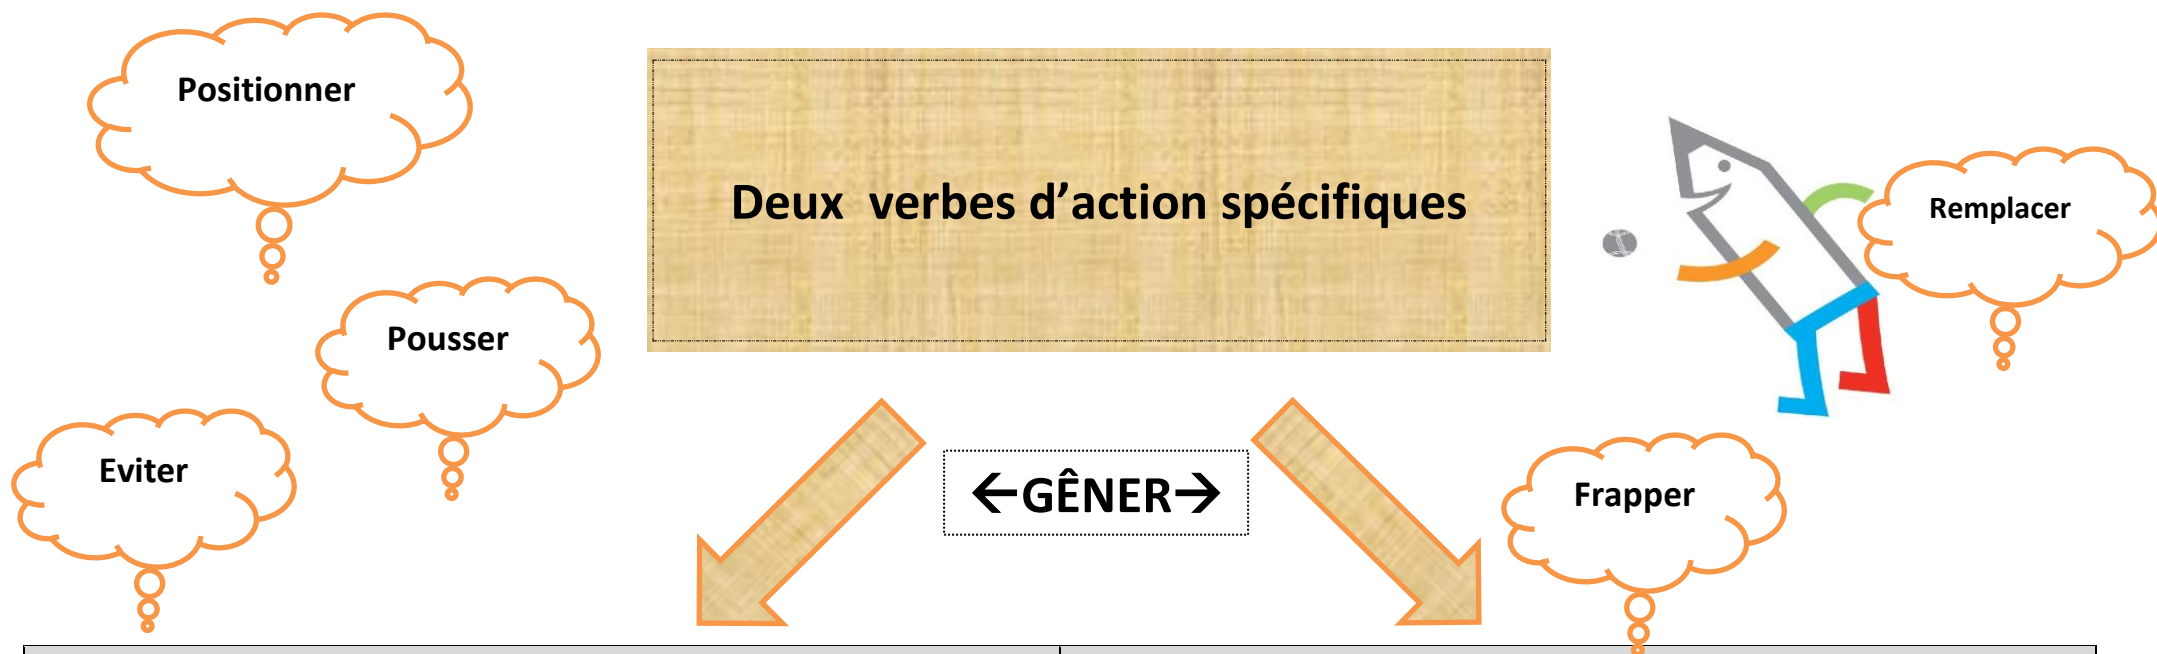 Positionner
Deux verbes d’action spécifiques
Remplacer
Pousser
Eviter
←GÊNER→
Frapper